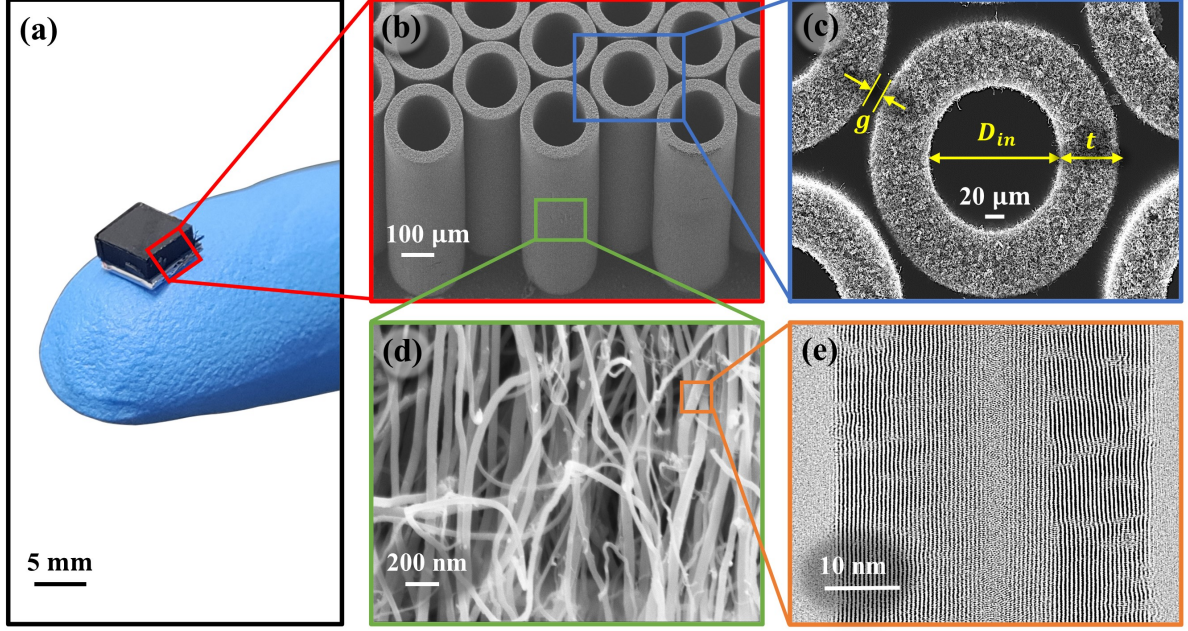 (a)
5 mm
(b)
100 μm
(c)
g
D_in
t
20 μm
(d)
200 nm
(e)
10 nm